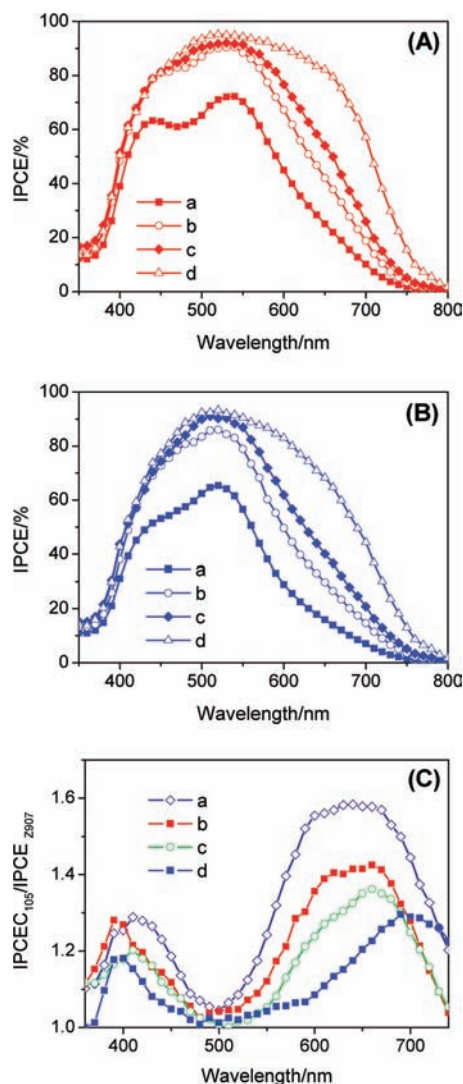 (A)
100
80
60
40
20
0
IPCE/%
a
b
c
d
400 500 600 700 800
Wavelength/nm
(B)
100
80
60
40
20
0
IPCE/%
a
b
c
d
400 500 600 700 800
Wavelength/nm
(C)
1.6
1.4
1.2
1.0
IPCEC₁₀₅/IPCE Z907
a
b
c
d
400 500 600 700
Wavelength/nm